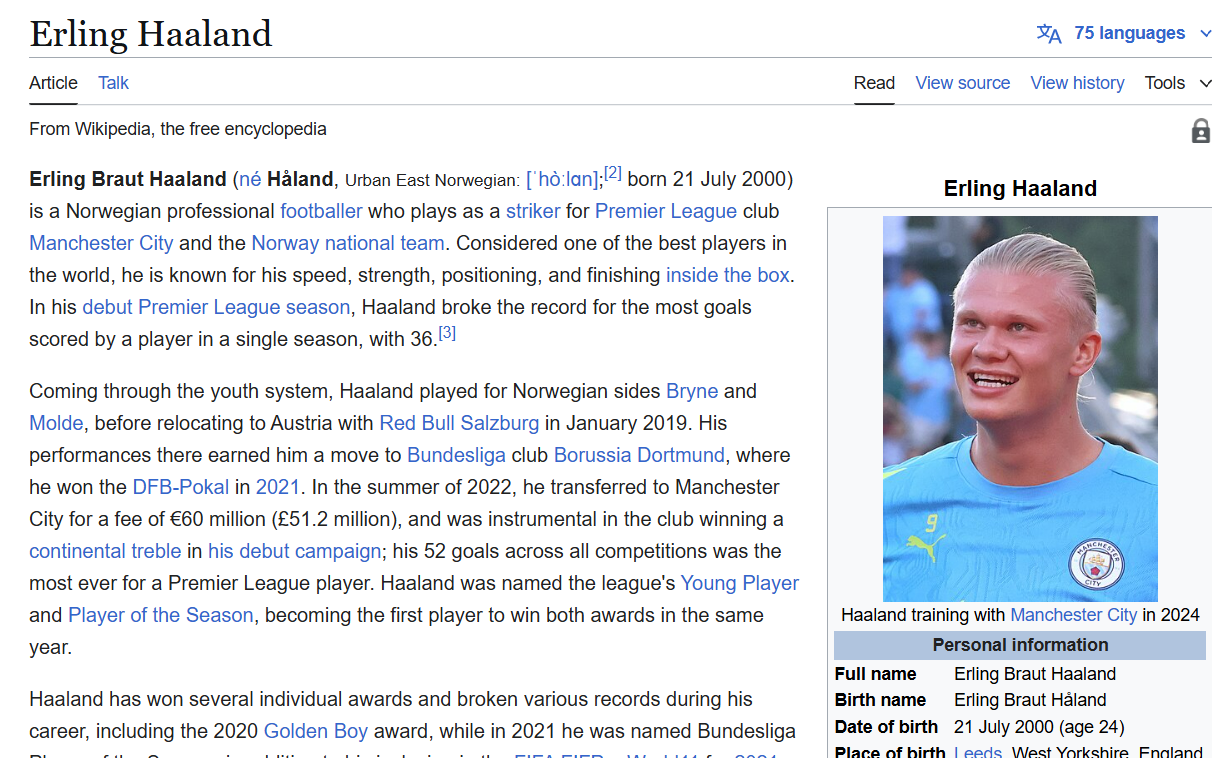 Erling Haaland
75 languages
Article Talk
Read View source View history Tools
From Wikipedia, the free encyclopedia
Erling Braut Haaland (né Håland, Urban East Norwegian: [ˈhòːlɑn];[2] born 21 July 2000)
is a Norwegian professional footballer who plays as a striker for Premier League club
Manchester City and the Norway national team. Considered one of the best players in
the world, he is known for his speed, strength, positioning, and finishing inside the box.
In his debut Premier League season, Haaland broke the record for the most goals
scored by a player in a single season, with 36.[3]
Coming through the youth system, Haaland played for Norwegian sides Bryne and
Molde, before relocating to Austria with Red Bull Salzburg in January 2019. His
performances there earned him a move to Bundesliga club Borussia Dortmund, where
he won the DFB-Pokal in 2021. In the summer of 2022, he transferred to Manchester
City for a fee of €60 million (£51.2 million), and was instrumental in the club winning a
continental treble in his debut campaign; his 52 goals across all competitions was the
most ever for a Premier League player. Haaland was named the league's Young Player
and Player of the Season, becoming the first player to win both awards in the same
year.
Haaland has won several individual awards and broken various records during his
career, including the 2020 Golden Boy award, while in 2021 he was named Bundesliga
Erling Haaland
9
MANCHESTER
CITY
Haaland training with Manchester City in 2024
Personal information
Full name Erling Braut Haaland
Birth name Erling Braut Håland
Date of birth 21 July 2000 (age 24)
Place of birth Leeds, West Yorkshire, England